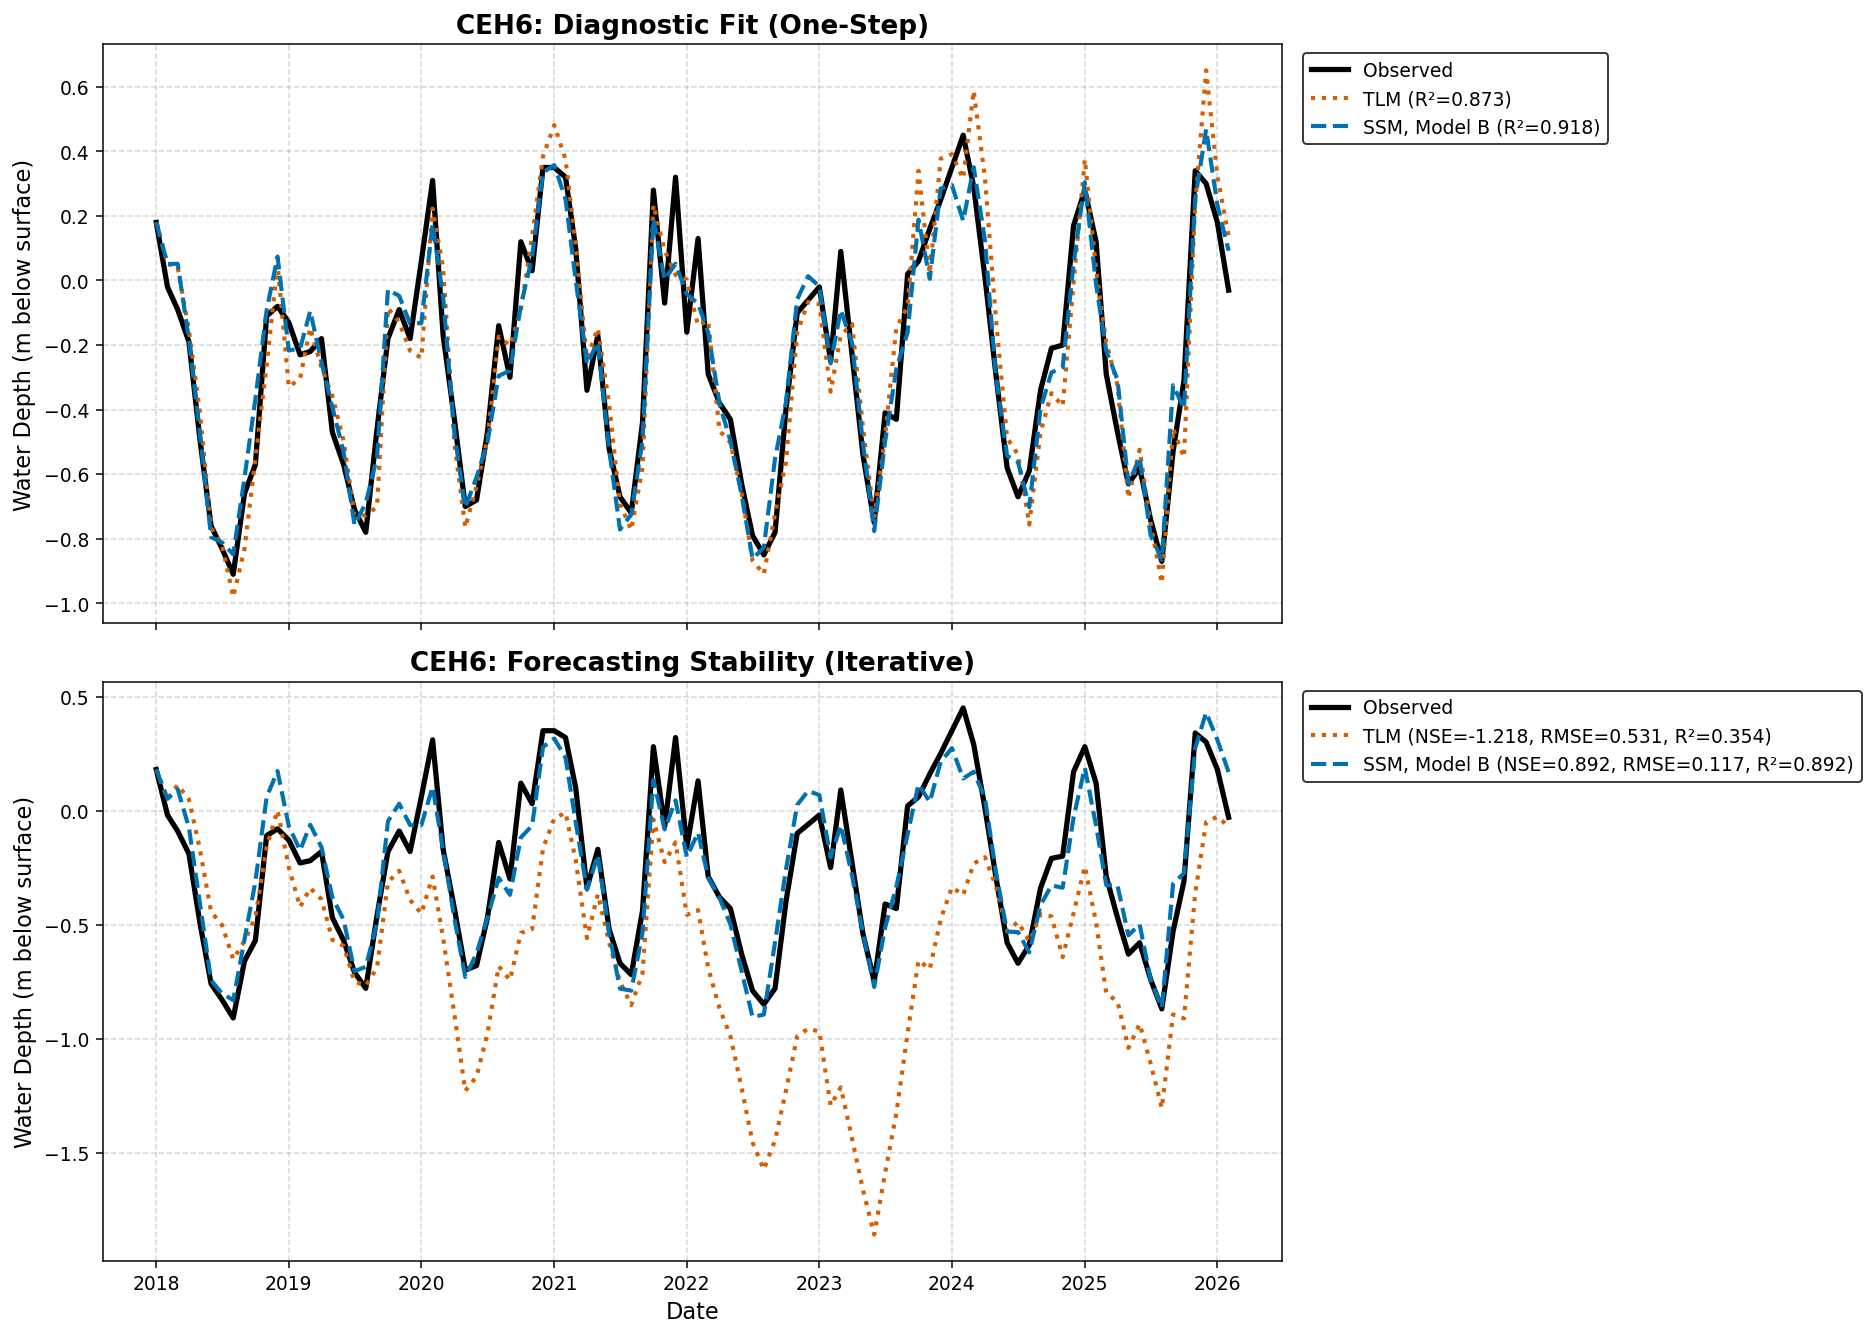 CEH6: Diagnostic Fit (One-Step)
Water Depth (m below surface)
0.6
0.4
0.2
0.0
−0.2
−0.4
−0.6
−0.8
−1.0
Observed
TLM (R²=0.873)
SSM, Model B (R²=0.918)
CEH6: Forecasting Stability (Iterative)
Water Depth (m below surface)
0.5
0.0
−0.5
−1.0
−1.5
Observed
TLM (NSE=-1.218, RMSE=0.531, R²=0.354)
SSM, Model B (NSE=0.892, RMSE=0.117, R²=0.892)
2018 2019 2020 2021 2022 2023 2024 2025 2026
Date